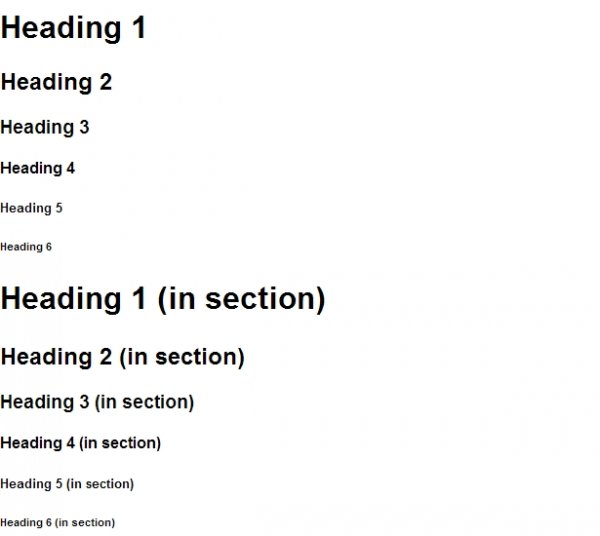 Heading 1
Heading 2
Heading 3
Heading 4
Heading 5
Heading 6
Heading 1 (in section)
Heading 2 (in section)
Heading 3 (in section)
Heading 4 (in section)
Heading 5 (in section)
Heading 6 (in section)